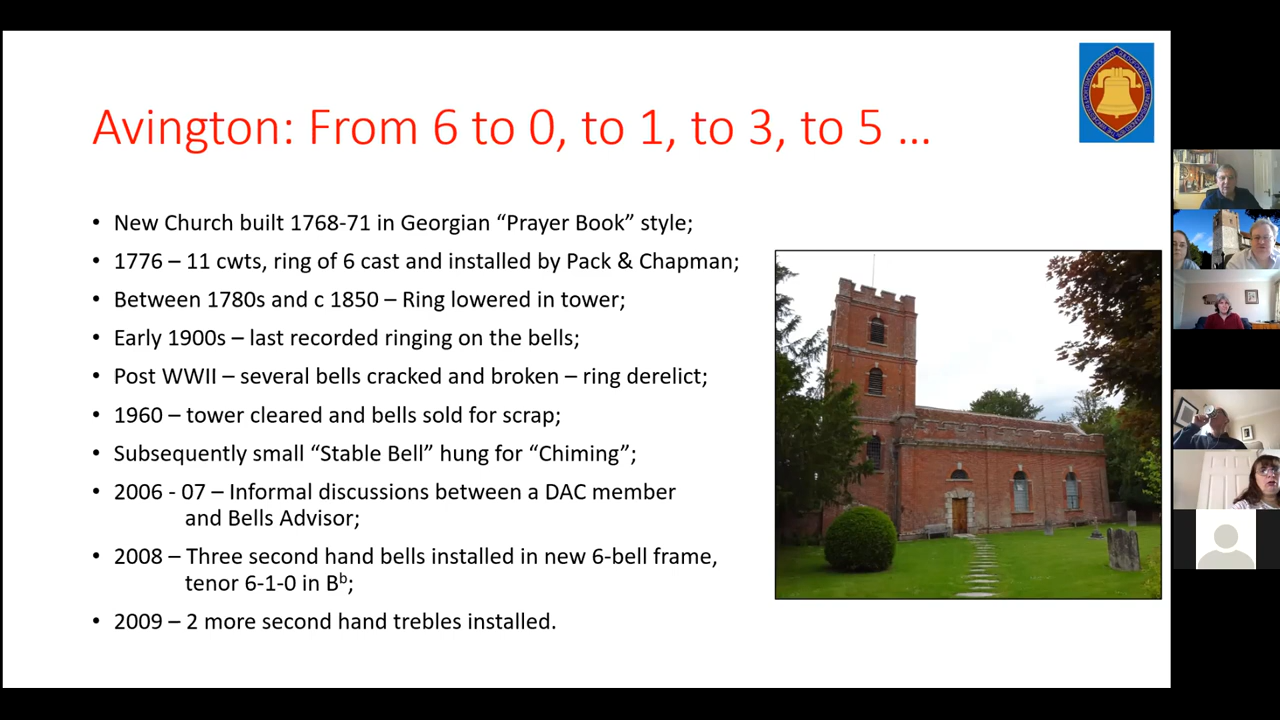 Avington: From 6 to 0, to 1, to 3, to 5 ...
• New Church built 1768-71 in Georgian “Prayer Book” style;
• 1776 – 11 cwts, ring of 6 cast and installed by Pack & Chapman;
• Between 1780s and c 1850 – Ring lowered in tower;
• Early 1900s – last recorded ringing on the bells;
• Post WWII – several bells cracked and broken – ring derelict;
• 1960 – tower cleared and bells sold for scrap;
• Subsequently small “Stable Bell” hung for “Chiming”;
• 2006 - 07 – Informal discussions between a DAC member
and Bells Advisor;
• 2008 – Three second hand bells installed in new 6-bell frame,
tenor 6-1-0 in Bᵇ;
• 2009 – 2 more second hand trebles installed.